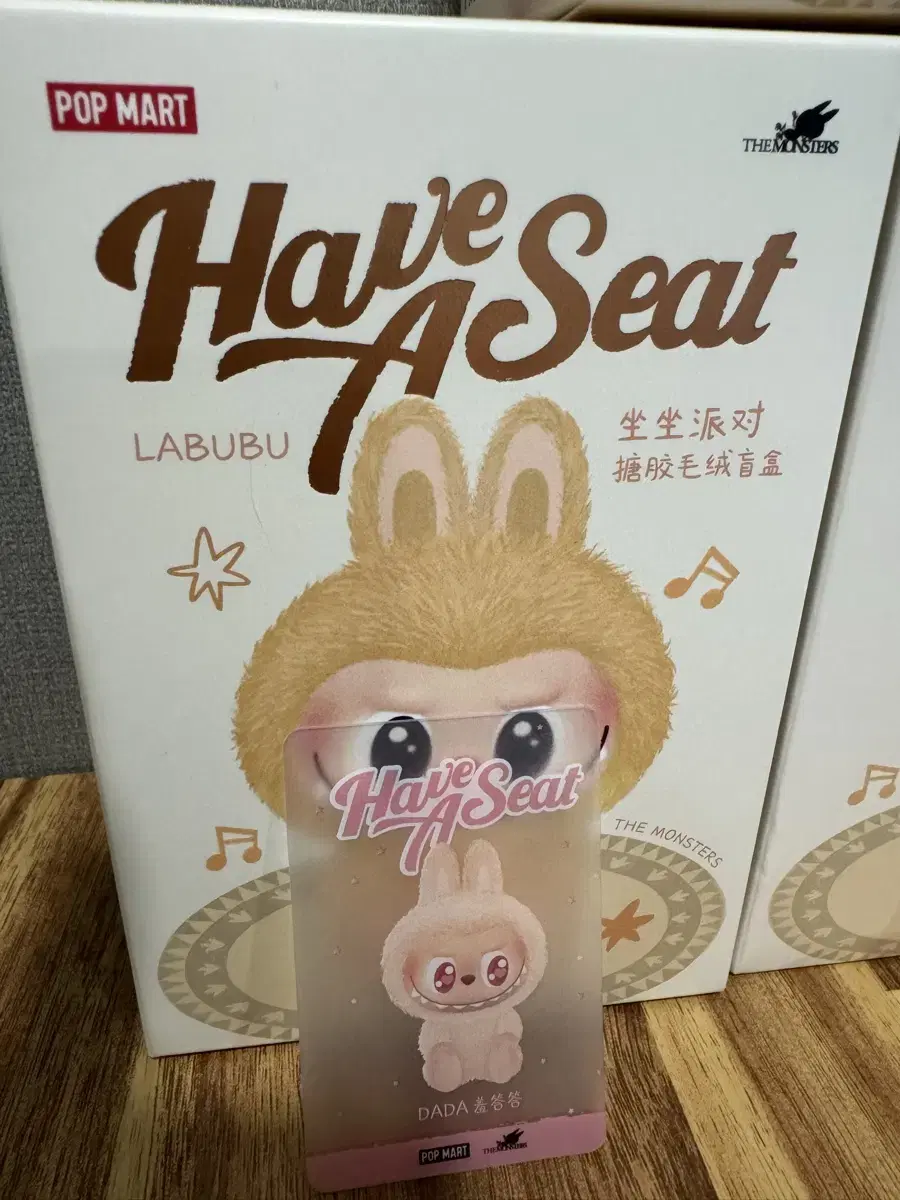 POP MART
THE MONSTERS
Have A Seat
LABUBU
坐坐派对
搪胶毛绒盲盒
THE MONSTERS
Have A Seat
DADA 羞答答
POP MART
THE MONSTERS